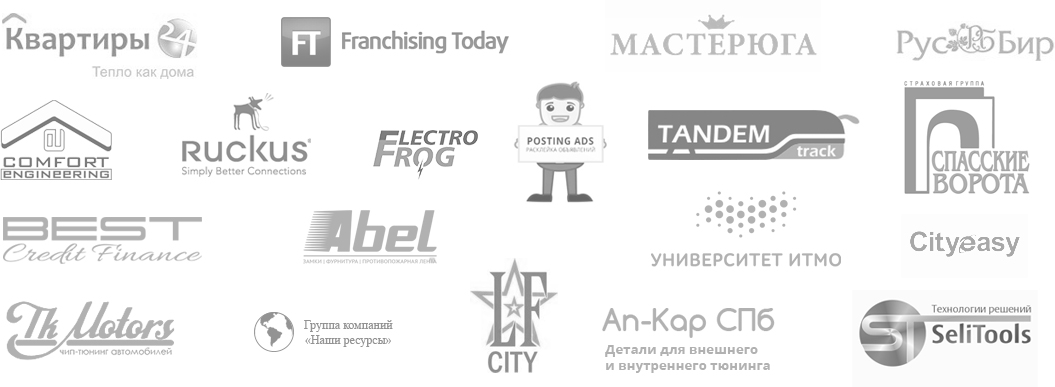 Квартиры 24
Тепло как дома
FT Franchising Today
МАСТЕРЮГА
РусБир
COMFORT
ENGINEERING
RUCKUS
Simply Better Connections
ELECTRO
FROG
POSTING ADS
РАСКЛЕЙКА ОБЪЯВЛЕНИЙ
TANDEM
track
СТРАХОВАЯ ГРУППА
СПАССКИЕ
ВОРОТА
BEST
Credit Finance
Abel
ЗАМКИ | ФУРНИТУРА | ПРОТИВОПОЖАРНАЯ ЛЕНТА
УНИВЕРСИТЕТ ИТМО
Cityeasy
Tk Motors
чип-тюнинг автомобилей
Группа компаний
«Наши ресурсы»
LF
CITY
Ап-Кар СПб
Детали для внешнего
и внутреннего тюнинга
ST
Технологии решений
SeliTools